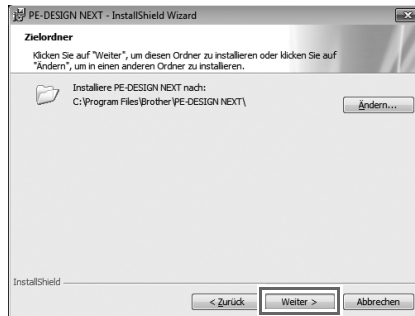 PE-DESIGN NEXT - InstallShield Wizard
Zielordner
Klicken Sie auf "Weiter", um diesen Ordner zu installieren oder klicken Sie auf
"Ändern", um in einen anderen Ordner zu installieren.
Installiere PE-DESIGN NEXT nach:
C:\Program Files\Brother\PE-DESIGN NEXT\
Ändern...
InstallShield
< Zurück Weiter > Abbrechen